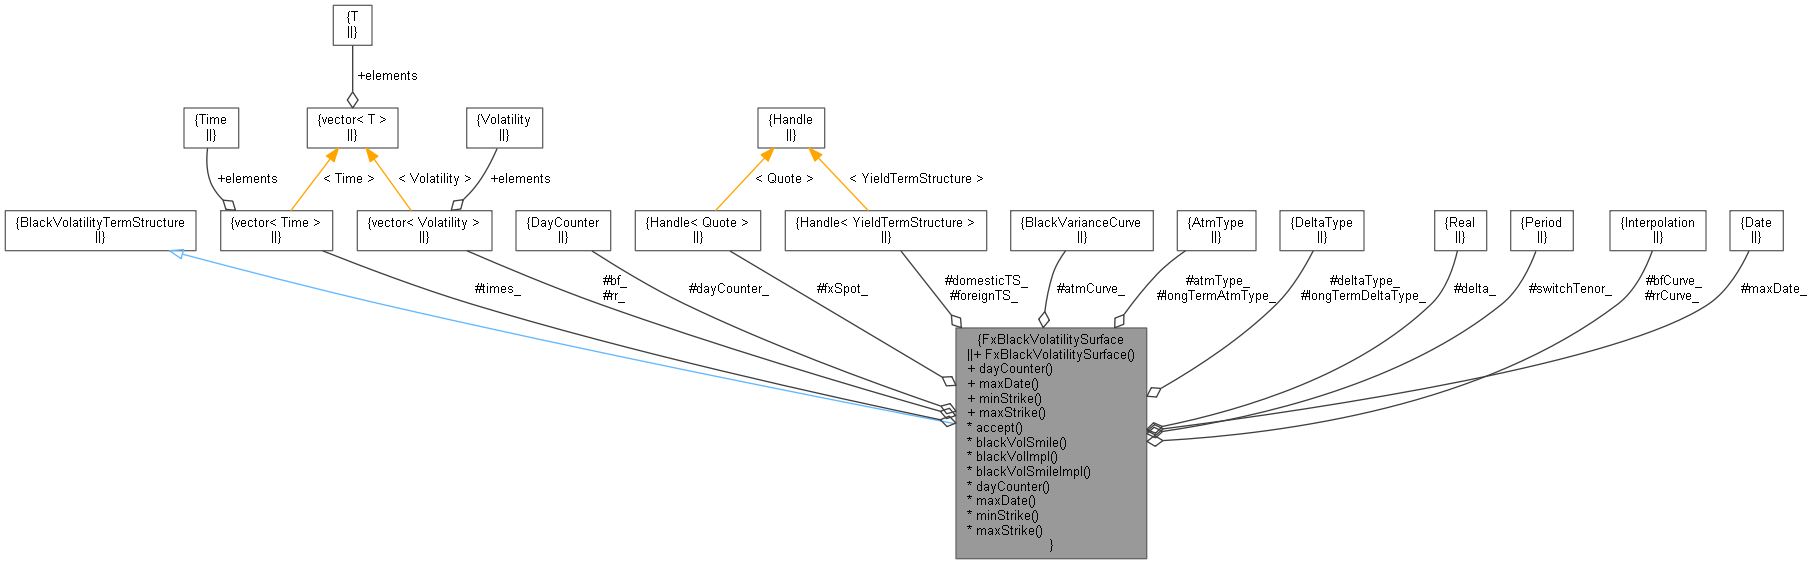 {T
||}
+elements
{Time
||}
{vector< T >
||}
{Volatility
||}
{Handle
||}
+elements
< Time >
< Volatility >
+elements
< Quote >
< YieldTermStructure >
{BlackVolatilityTermStructure
||}
{vector< Time >
||}
{vector< Volatility >
||}
{DayCounter
||}
{Handle< Quote >
||}
{Handle< YieldTermStructure >
||}
{BlackVarianceCurve
||}
{AtmType
||}
{DeltaType
||}
{Real
||}
{Period
||}
{Interpolation
||}
{Date
||}
#times_
#bf_
#rr_
#dayCounter_
#fxSpot_
#domesticTS_
#foreignTS_
#atmCurve_
#atmType_
#longTermAtmType_
#deltaType_
#longTermDeltaType_
#delta_
#switchTenor_
#bfCurve_
#rrCurve_
#maxDate_
{FxBlackVolatilitySurface
||+ FxBlackVolatilitySurface()
+ dayCounter()
+ maxDate()
+ minStrike()
+ maxStrike()
* accept()
* blackVolSmile()
* blackVolImpl()
* blackVolSmileImpl()
* dayCounter()
* maxDate()
* minStrike()
* maxStrike()
}